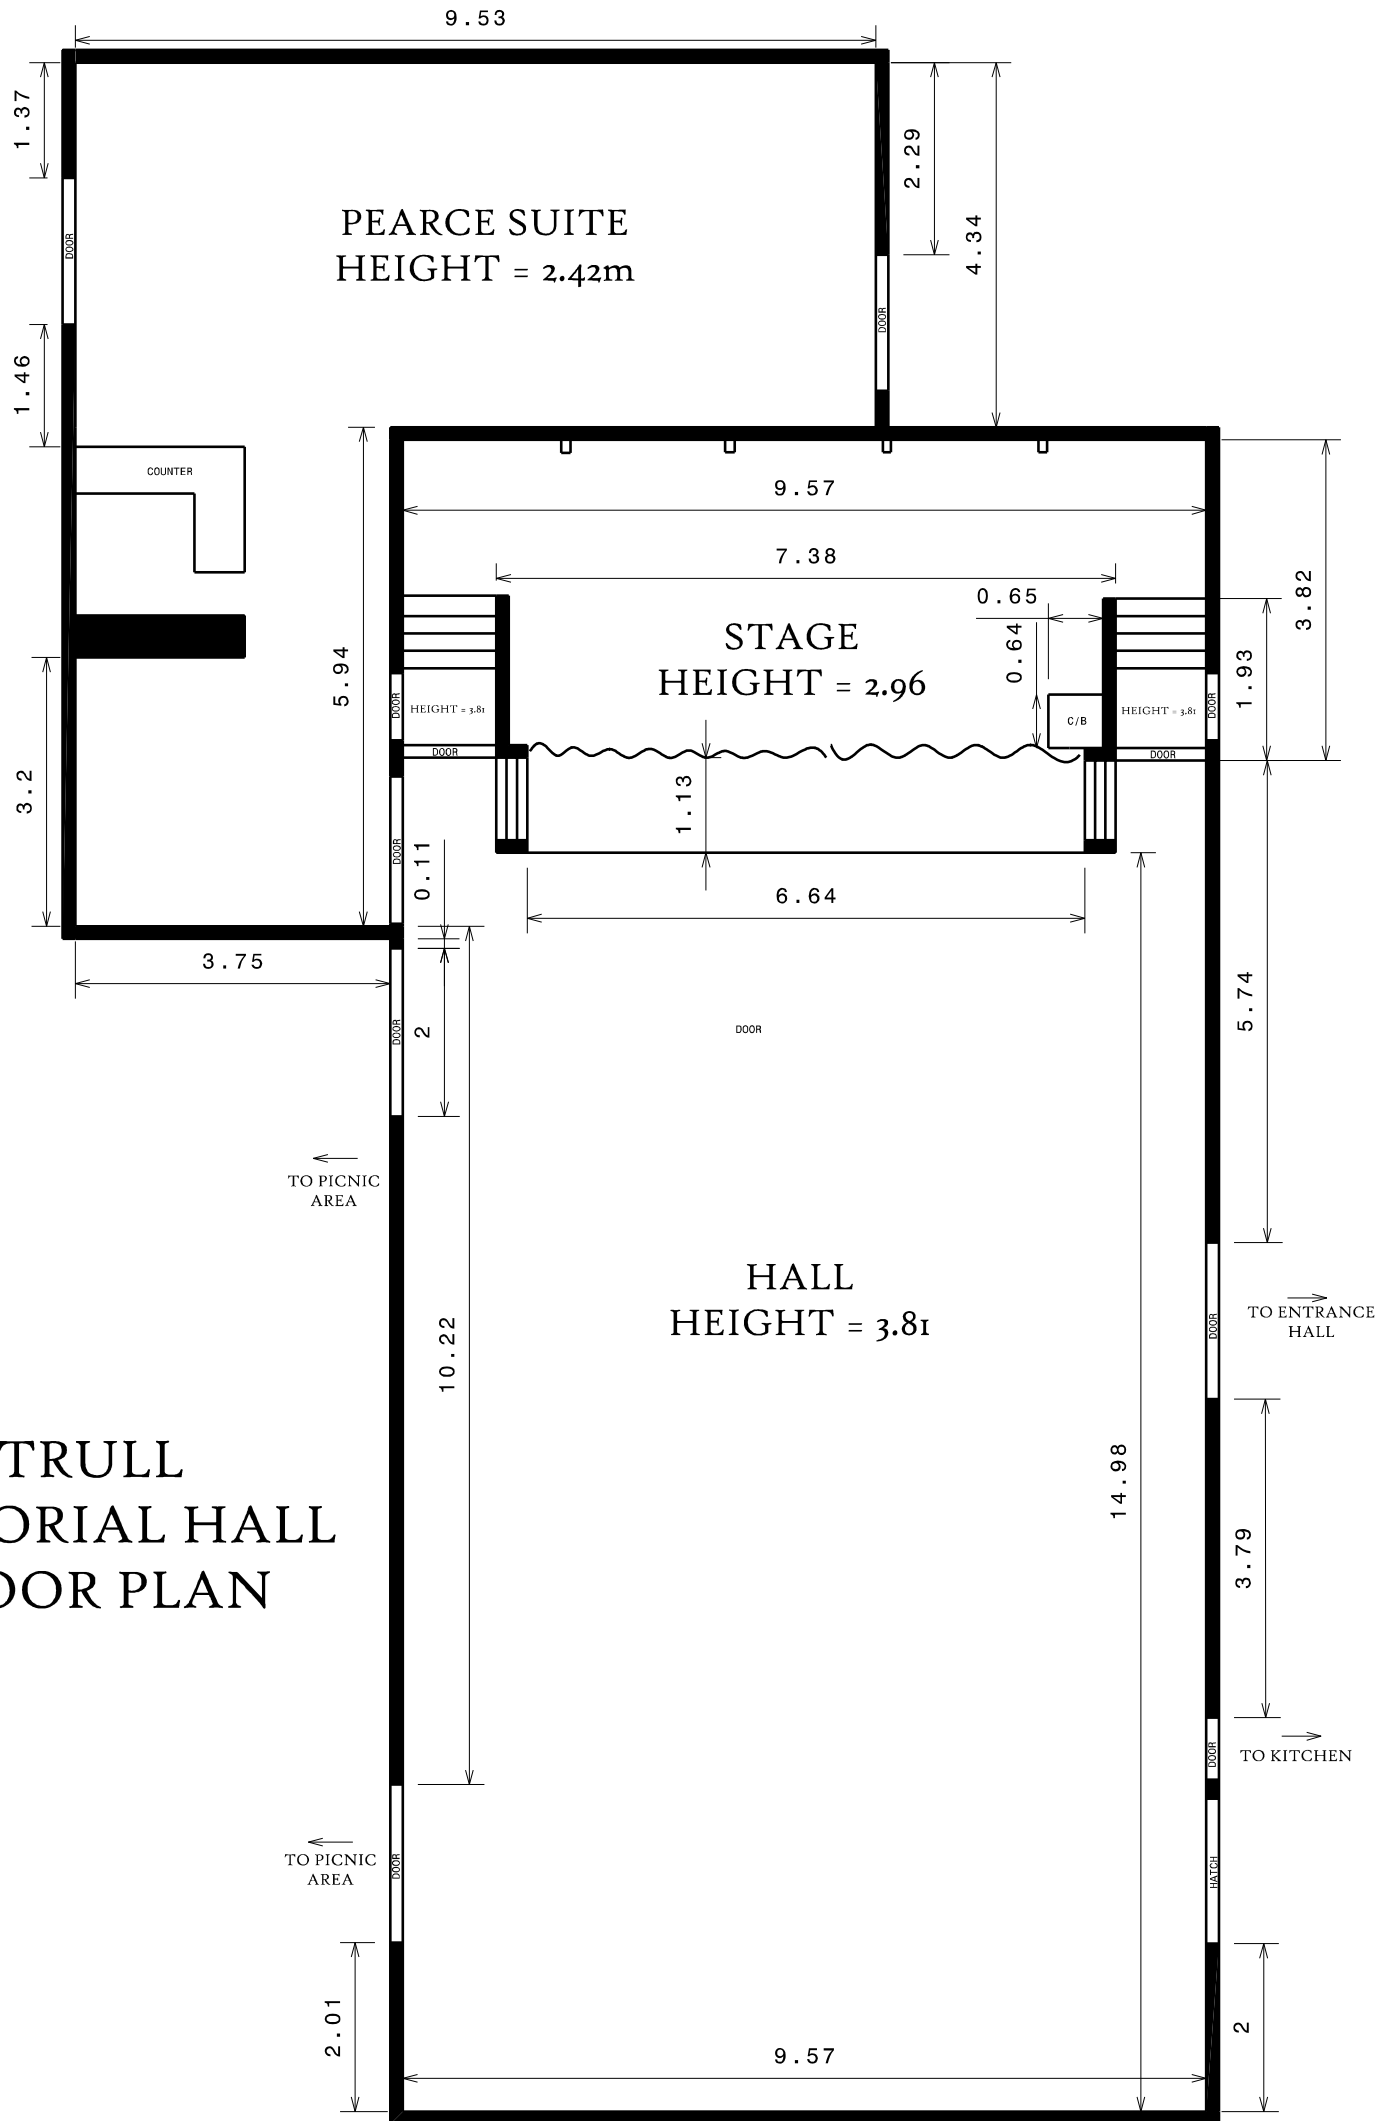 9.53
1.37
2.29
4.34
PEARCE SUITE
HEIGHT = 2.42m
DOOR
DOOR
1.46
COUNTER
9.57
7.38
0.65
3.82
STAGE
HEIGHT = 2.96
0.64
5.94
1.93
DOOR
HEIGHT = 3.81
C/B
HEIGHT = 3.81
DOOR
DOOR
DOOR
3.2
1.13
DOOR
0.11
6.64
3.75
5.74
DOOR
2
DOOR
TO PICNIC
AREA
HALL
HEIGHT = 3.81
DOOR
TO ENTRANCE
HALL
10.22
14.98
TRULL
ORIAL HALL
OOR PLAN
3.79
DOOR
TO KITCHEN
TO PICNIC
AREA
DOOR
HATCH
2.01
2
9.57